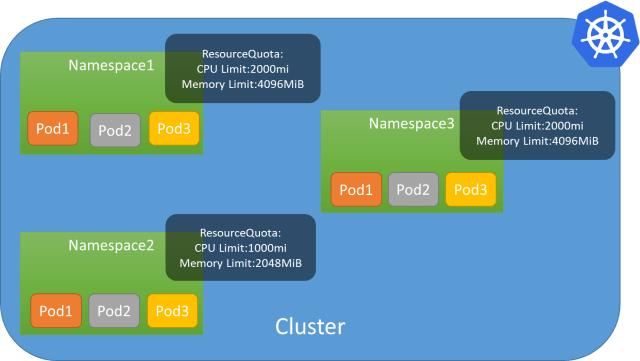 Namespace1
ResourceQuota:
CPU Limit:2000mi
Memory Limit:4096MiB
Pod1
Pod2
Pod3
Namespace3
ResourceQuota:
CPU Limit:2000mi
Memory Limit:4096MiB
Pod1
Pod2
Pod3
Namespace2
ResourceQuota:
CPU Limit:1000mi
Memory Limit:2048MiB
Pod1
Pod2
Pod3
Cluster